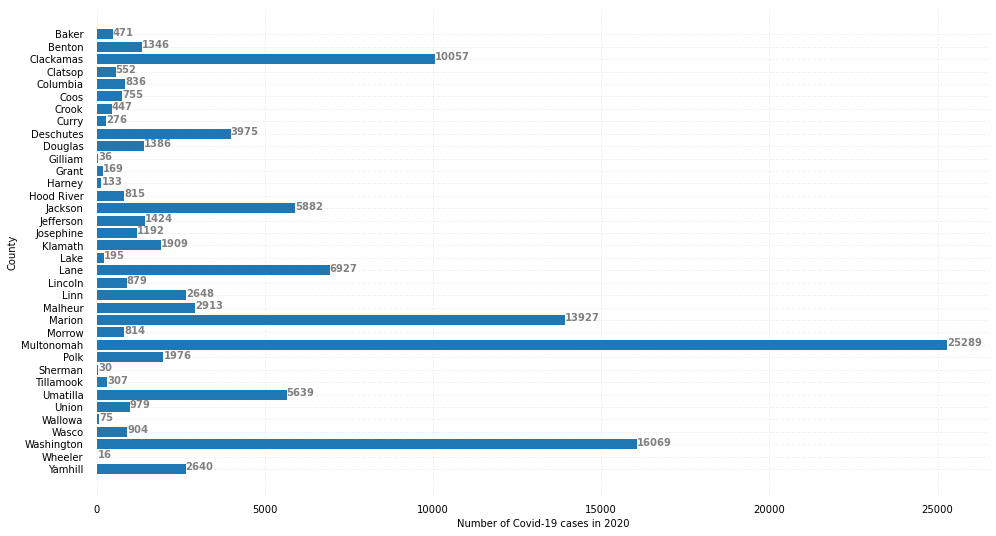 County
Baker 471
Benton 1346
Clackamas 10057
Clatsop 552
Columbia 836
Coos 755
Crook 447
Curry 276
Deschutes 3975
Douglas 1386
Gilliam 36
Grant 169
Harney 133
Hood River 815
Jackson 5882
Jefferson 1424
Josephine 1192
Klamath 1909
Lake 195
Lane 6927
Lincoln 879
Linn 2648
Malheur 2913
Marion 13927
Morrow 814
Multonomah 25289
Polk 1976
Sherman 30
Tillamook 307
Umatilla 5639
Union 979
Wallowa 75
Wasco 904
Washington 16069
Wheeler 16
Yamhill 2640
0 5000 10000 15000 20000 25000
Number of Covid-19 cases in 2020